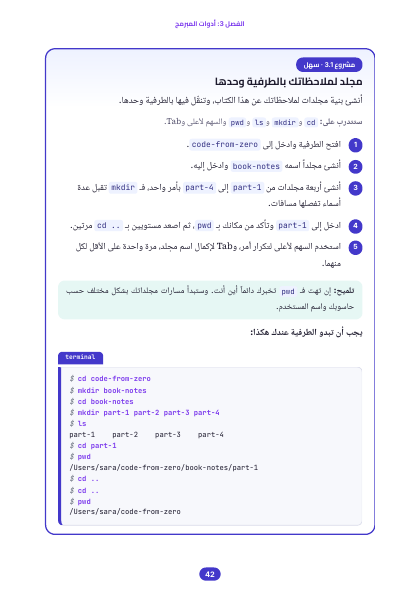 الفصل 3: أدوات المبرمج
مشروع 3.1 · سهل
مجلد لملاحظاتك بالطرفية وحدها
أنشئ بنية مجلدات لملاحظاتك عن هذا الكتاب، وتنقّل فيها بالطرفية وحدها.
ستتدرب على: cd و mkdir و ls و pwd والسهم لأعلى وTab.
1 افتح الطرفية وادخل إلى code-from-zero.
2 أنشئ مجلداً اسمه book-notes وادخل إليه.
3 أنشئ أربعة مجلدات من part-1 إلى part-4 بأمر واحد، فـ mkdir تقبل عدة
أسماء تفصلها مسافات.
4 ادخل إلى part-1 وتأكد من مكانك بـ pwd، ثم اصعد مستويين بـ cd .. مرتين.
5 استخدم السهم لأعلى لتكرار أمر، وTab لإكمال اسم مجلد، مرة واحدة على الأقل لكل
منهما.
تلميح: إن تهت فـ pwd تخبرك دائماً أين أنت. وستبدأ مسارات مجلداتك بشكل مختلف حسب
حاسوبك واسم المستخدم.
يجب أن تبدو الطرفية عندك هكذا:
terminal
$ cd code-from-zero
$ mkdir book-notes
$ cd book-notes
$ mkdir part-1 part-2 part-3 part-4
$ ls
part-1 part-2 part-3 part-4
$ cd part-1
$ pwd
/Users/sara/code-from-zero/book-notes/part-1
$ cd ..
$ cd ..
$ pwd
/Users/sara/code-from-zero
42